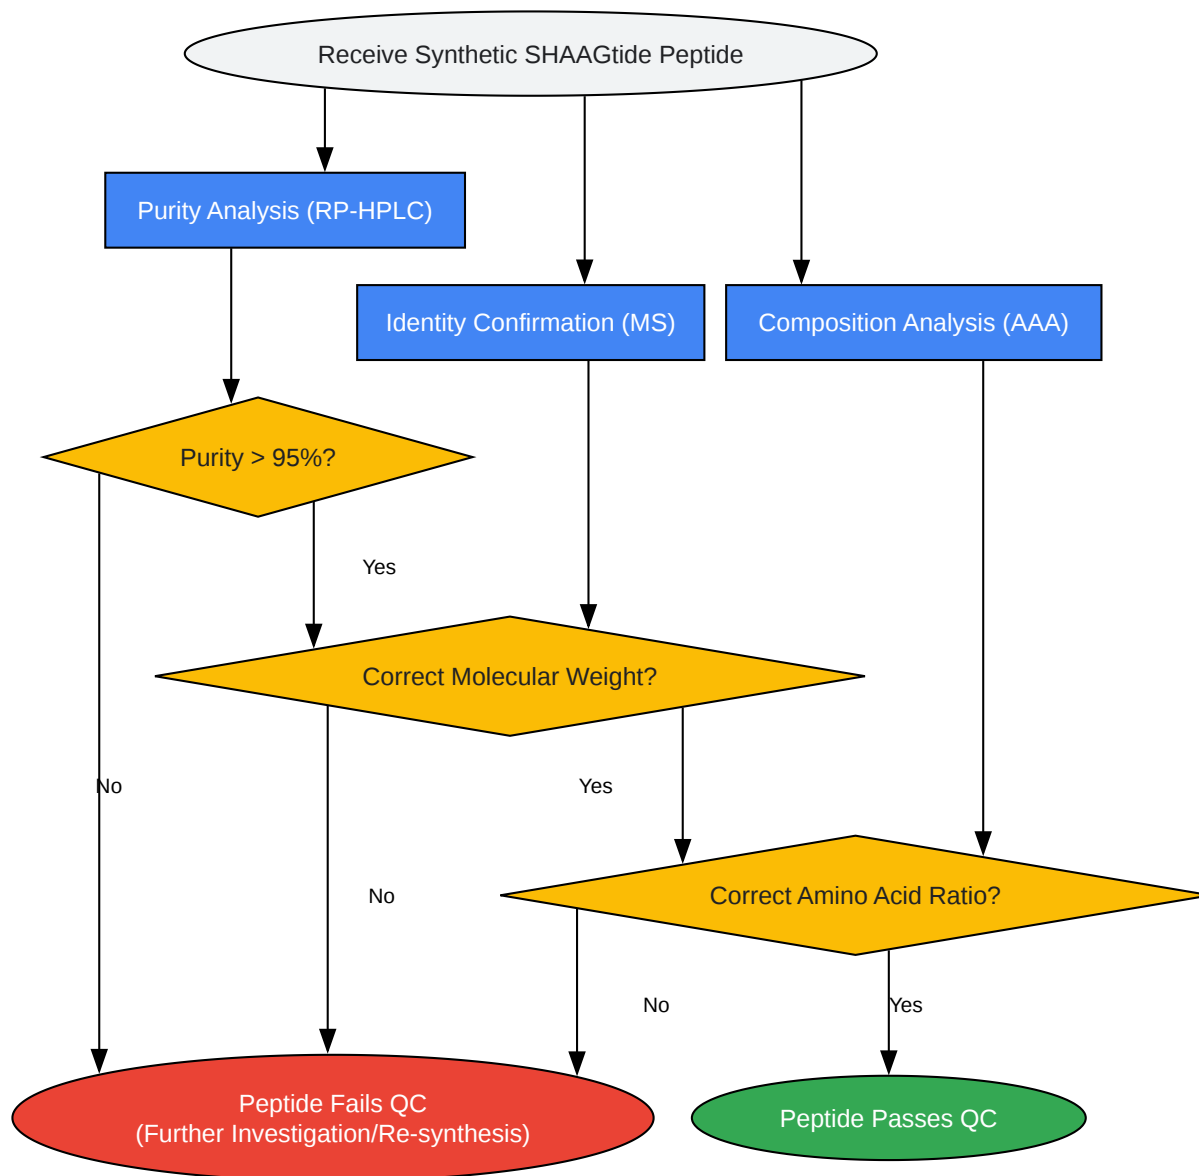 Receive Synthetic SHAAGtide Peptide
Purity Analysis (RP-HPLC)
Identity Confirmation (MS)
Composition Analysis (AAA)
Purity > 95%?
Yes
Correct Molecular Weight?
No
Yes
No
Correct Amino Acid Ratio?
No
Yes
Peptide Fails QC
(Further Investigation/Re-synthesis)
Peptide Passes QC